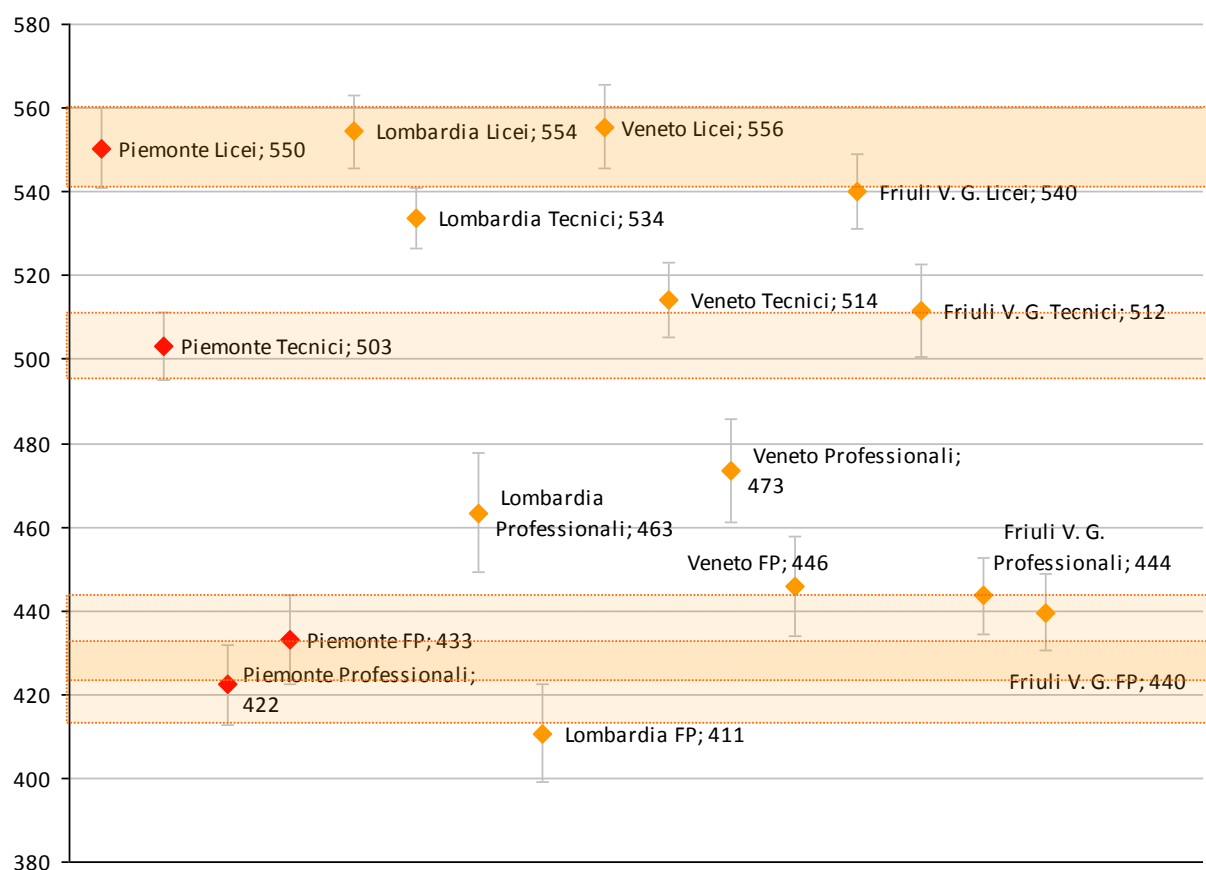 580
560
540
520
500
480
460
440
420
400
380
Piemonte Licei; 550
Lombardia Licei; 554
Veneto Licei; 556
Friuli V. G. Licei; 540
Lombardia Tecnici; 534
Veneto Tecnici; 514
Friuli V. G. Tecnici; 512
Piemonte Tecnici; 503
Veneto Professionali;
473
Lombardia
Professionali; 463
Friuli V. G.
Professionali; 444
Veneto FP; 446
Piemonte FP; 433
Piemonte Professionali;
422
Friuli V. G. FP; 440
Lombardia FP; 411